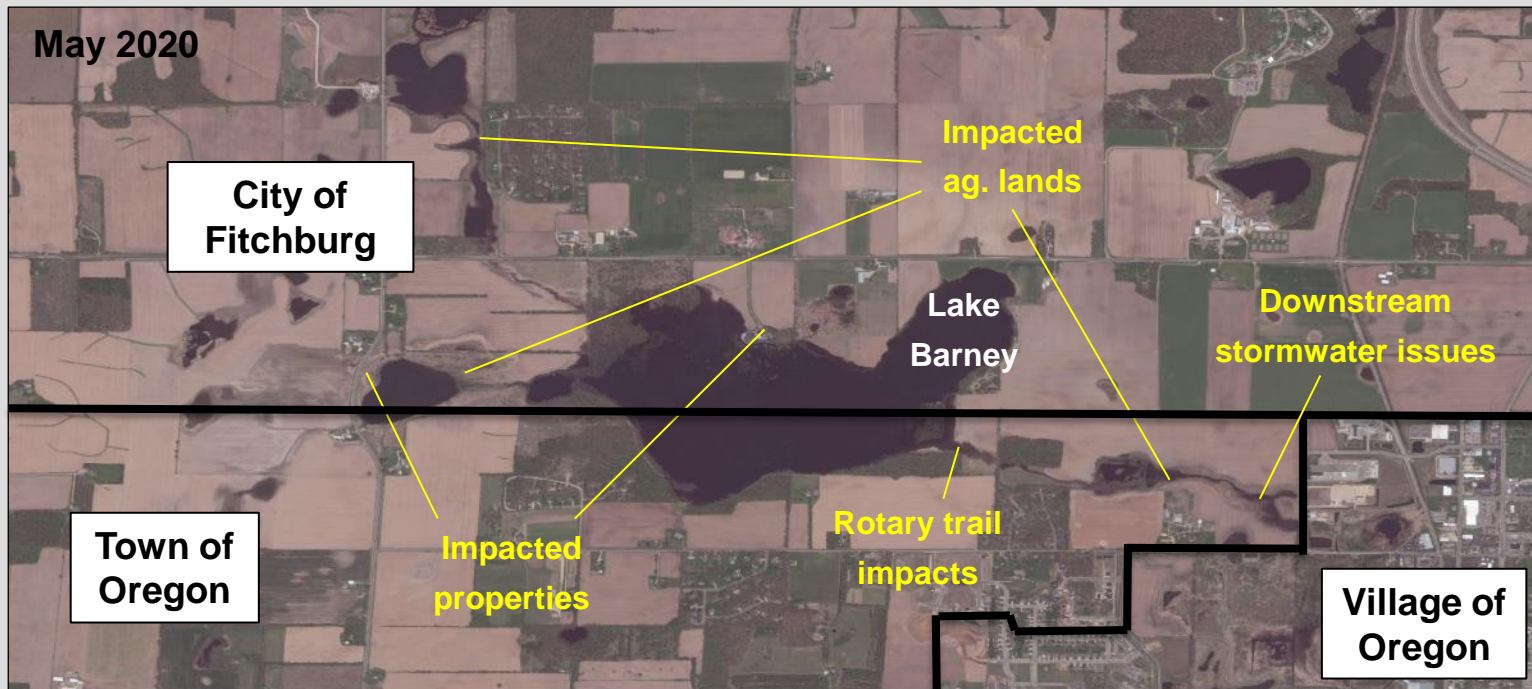 May 2020
City of
Fitchburg
Impacted
ag. lands
Lake
Barney
Downstream
stormwater issues
Town of
Oregon
Impacted
properties
Rotary trail
impacts
Village of
Oregon